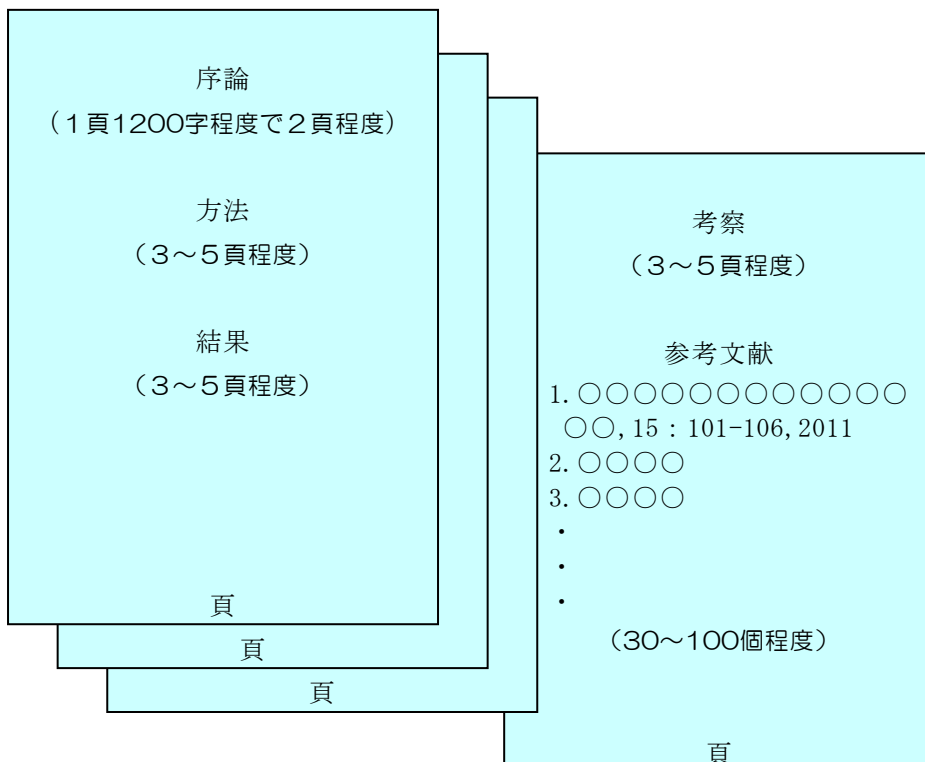 序論
（１頁1200字程度で２頁程度）
方法
（３～５頁程度）
結果
（３～５頁程度）
頁
頁
頁
考察
（３～５頁程度）
参考文献
1. ○○○○○○○○○○○○
○○, 15：101-106, 2011
2. ○○○○
3. ○○○○
・
・
・
（30～100個程度）
頁